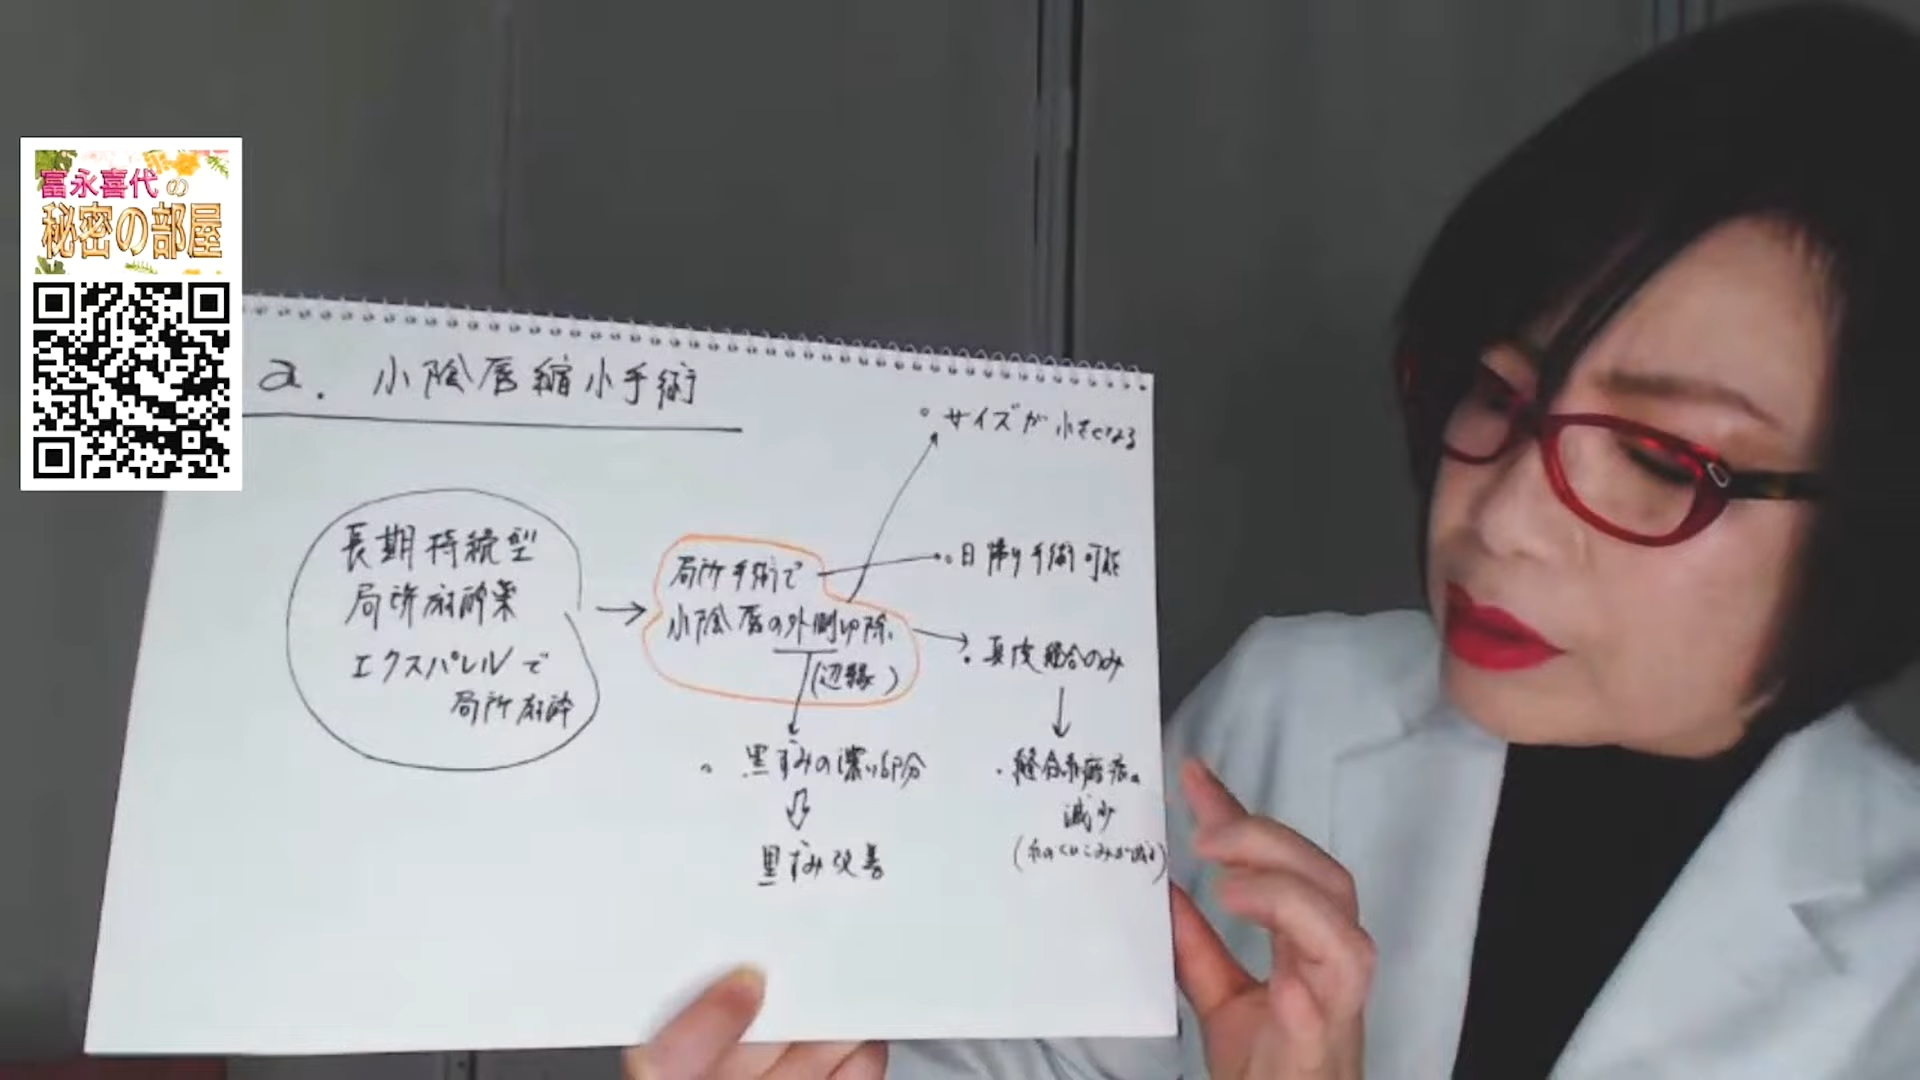 富永喜代の
秘密の部屋
a. 小陰唇縮小手術
サイズが小さくなる
長期持続型
局所麻酔薬
エクスパレルで
局所麻酔
局所手術で
小陰唇の外側切除
(辺縁)
日帰り手術可能
真皮縫合のみ
黒ずみの濃い部分
黒ずみ改善
縫合糸瘢痕の
減少